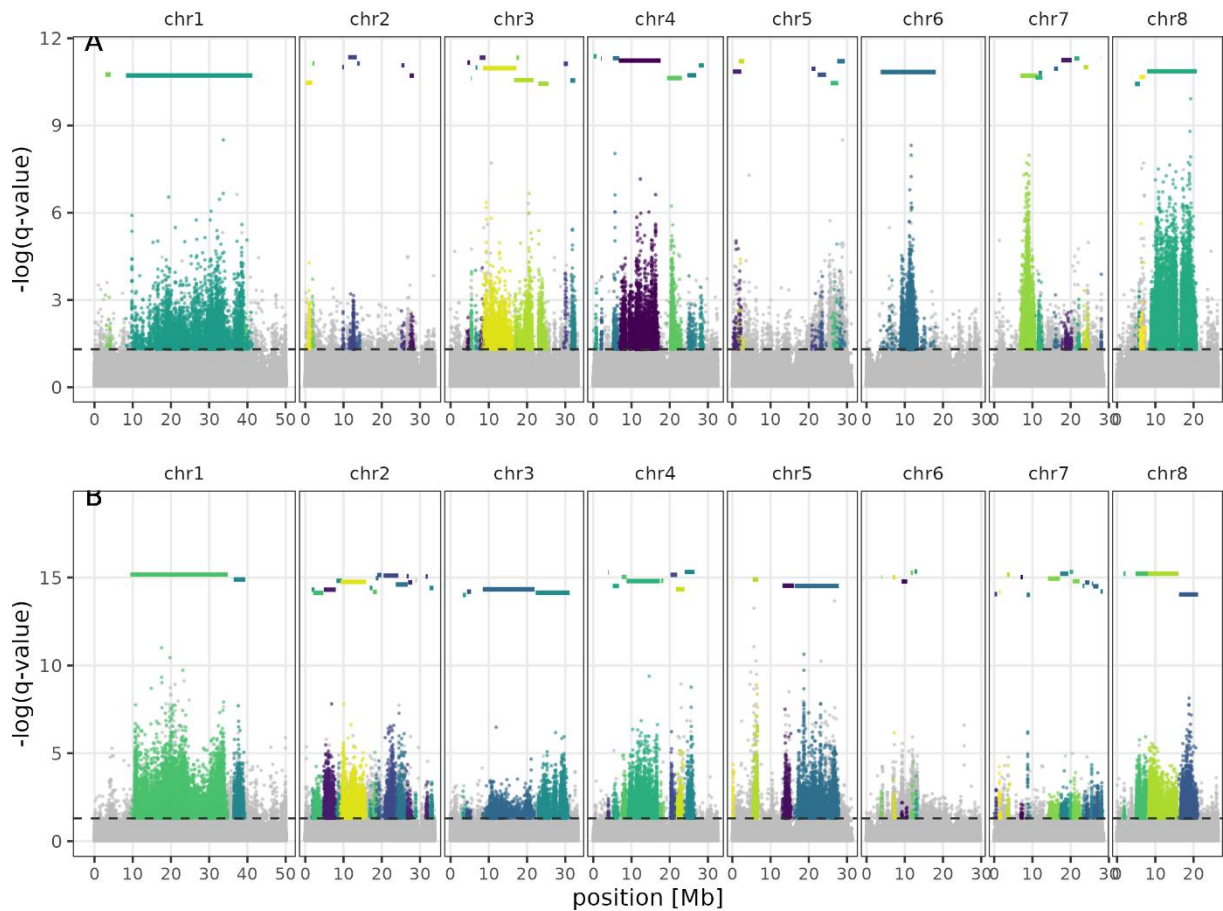 chr1 chr2 chr3 chr4 chr5 chr6 chr7 chr8
A
12
9
6
3
0
-log(q-value)
0 10 20 30 40 50 0 10 20 30 0 10 20 30 0 10 20 30 0 10 20 30 0 10 20 30 0 10 20 30 0 10 20
chr1 chr2 chr3 chr4 chr5 chr6 chr7 chr8
B
15
10
5
0
-log(q-value)
0 10 20 30 40 50 0 10 20 30 0 10 20 30 0 10 20 30 0 10 20 30 0 10 20 30 0 10 20 30 0 10 20
position [Mb]